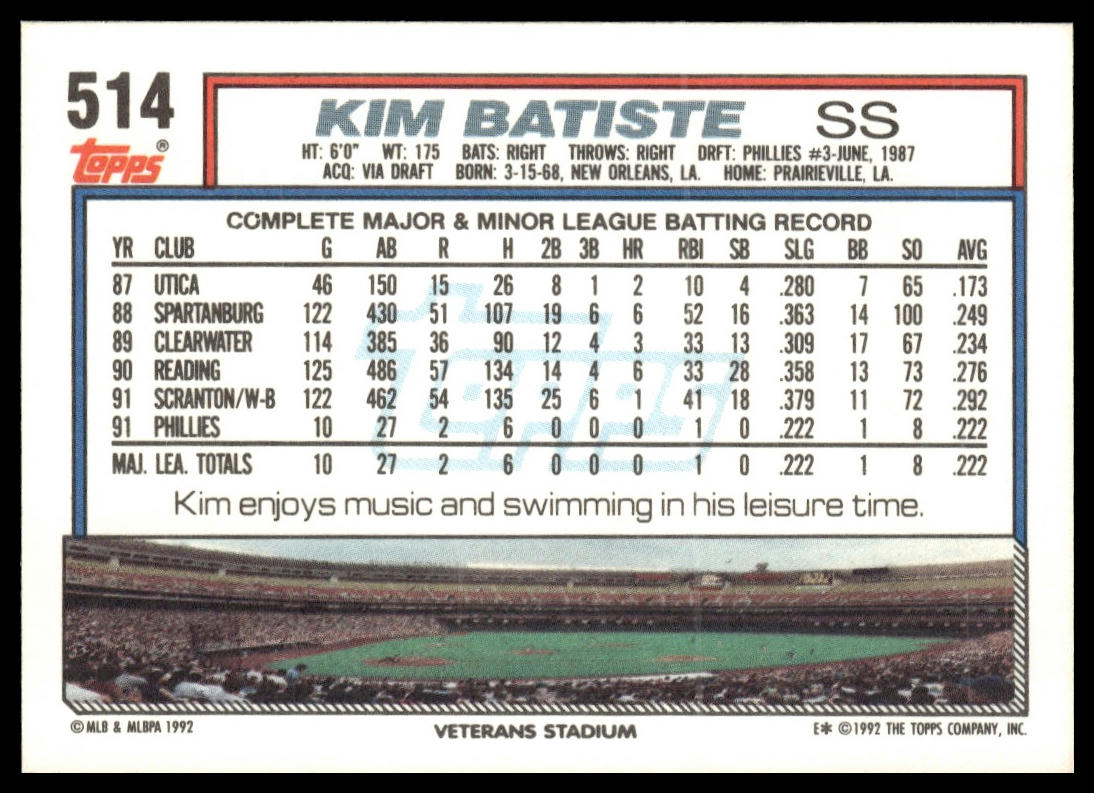 514
Topps®
KIM BATISTE SS
HT: 6'0" WT: 175 BATS: RIGHT THROWS: RIGHT DRFT: PHILLIES #3-JUNE, 1987
ACQ: VIA DRAFT BORN: 3-15-68, NEW ORLEANS, LA. HOME: PRAIRIEVILLE, LA.
COMPLETE MAJOR & MINOR LEAGUE BATTING RECORD
YR CLUB G AB R H 2B 3B HR RBI SB SLG BB SO AVG
87 UTICA 46 150 15 26 8 1 2 10 4 .280 7 65 .173
88 SPARTANBURG 122 430 51 107 19 6 6 52 16 .363 14 100 .249
89 CLEARWATER 114 385 36 90 12 4 3 33 13 .309 17 67 .234
90 READING 125 486 57 134 14 4 6 33 28 .358 13 73 .276
91 SCRANTON/W-B 122 462 54 135 25 6 1 41 18 .379 11 72 .292
91 PHILLIES 10 27 2 6 0 0 0 1 0 .222 1 8 .222
MAJ. LEA. TOTALS 10 27 2 6 0 0 0 1 0 .222 1 8 .222
Topps
Kim enjoys music and swimming in his leisure time.
© MLB & MLBPA 1992
VETERANS STADIUM
E* © 1992 THE TOPPS COMPANY, INC.